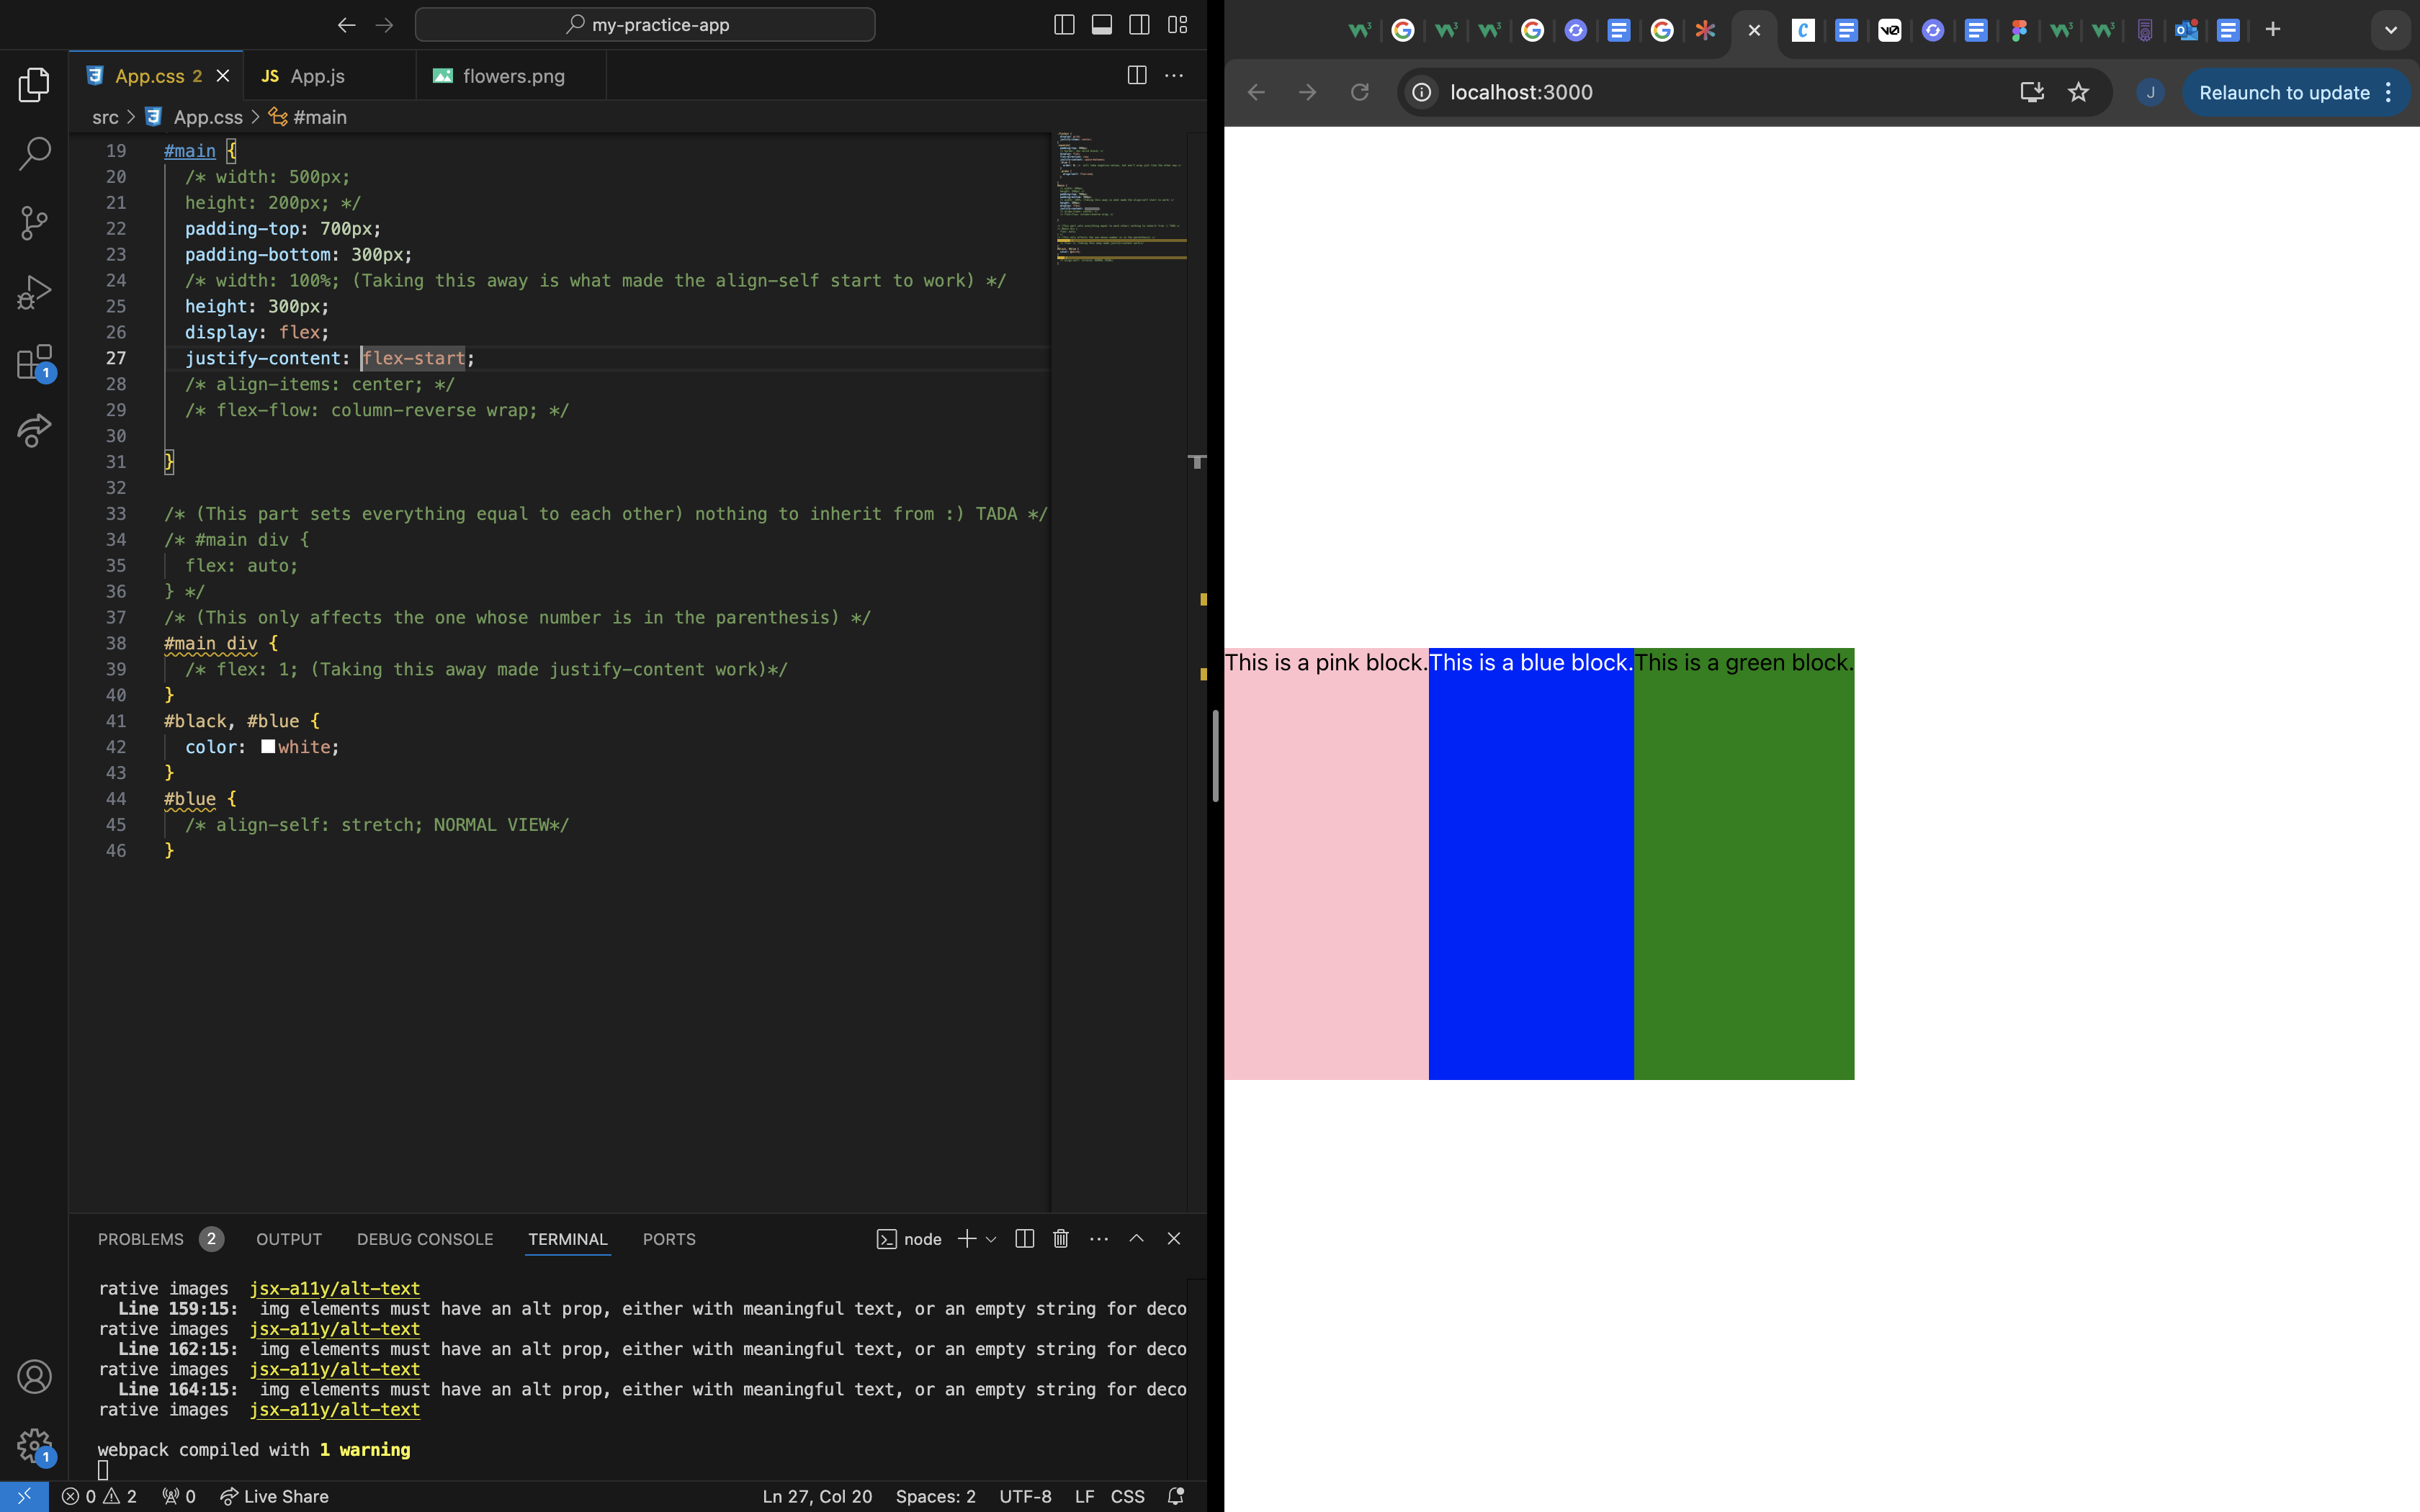 my-practice-app
App.css 2
JS App.js
flowers.png
src > App.css > #main
19 #main {
20 /* width: 500px;
21 height: 200px; */
22 padding-top: 700px;
23 padding-bottom: 300px;
24 /* width: 100%; (Taking this away is what made the align-self start to work) */
25 height: 300px;
26 display: flex;
27 justify-content: flex-start;
28 /* align-items: center; */
29 /* flex-flow: column-reverse wrap; */
30
31 }
32
33 /* (This part sets everything equal to each other) nothing to inherit from :) TADA */
34 /* #main div {
35 flex: auto;
36 } */
37 /* (This only affects the one whose number is in the parenthesis) */
38 #main div {
39 /* flex: 1; (Taking this away made justify-content work)*/
40 }
41 #black, #blue {
42 color: white;
43 }
44 #blue {
45 /* align-self: stretch; NORMAL VIEW*/
46 }
1
PROBLEMS 2 OUTPUT DEBUG CONSOLE TERMINAL PORTS
node
rative images jsx-a11y/alt-text
Line 159:15: img elements must have an alt prop, either with meaningful text, or an empty string for deco
rative images jsx-a11y/alt-text
Line 162:15: img elements must have an alt prop, either with meaningful text, or an empty string for deco
rative images jsx-a11y/alt-text
Line 164:15: img elements must have an alt prop, either with meaningful text, or an empty string for deco
rative images jsx-a11y/alt-text
webpack compiled with 1 warning
1
0 2 0 Live Share
Ln 27, Col 20 Spaces: 2 UTF-8 LF CSS
localhost:3000
J
Relaunch to update
This is a pink block.
This is a blue block.
This is a green block.